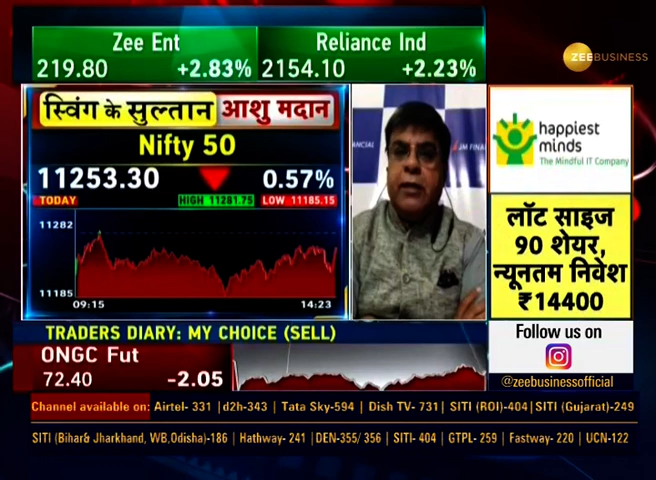 Zee Ent
219.80 +2.83%
Reliance Ind
2154.10 +2.23%
ZEEBUSINESS
स्विंग के सुल्तान आशु मदान
Nifty 50
11253.30 0.57%
TODAY HIGH 11281.75 LOW 11185.15
11282
11185
09:15 14:23
JM FINAN
happiest
minds
The Mindful IT Company
लॉट साइज
90 शेयर,
न्यूनतम निवेश
₹14400
Follow us on
@zeebusinessofficial
TRADERS DIARY: MY CHOICE (SELL)
ONGC Fut
72.40 -2.05
Channel available on: Airtel- 331 |d2h-343 | Tata Sky-594 | Dish TV- 731| SITI (ROI)-404|SITI (Gujarat)-249
SITI (Bihar& Jharkhand, WB,Odisha)-186 | Hathway- 241 |DEN-355/ 356 | SITI- 404 | GTPL- 259 | Fastway- 220 | UCN-122